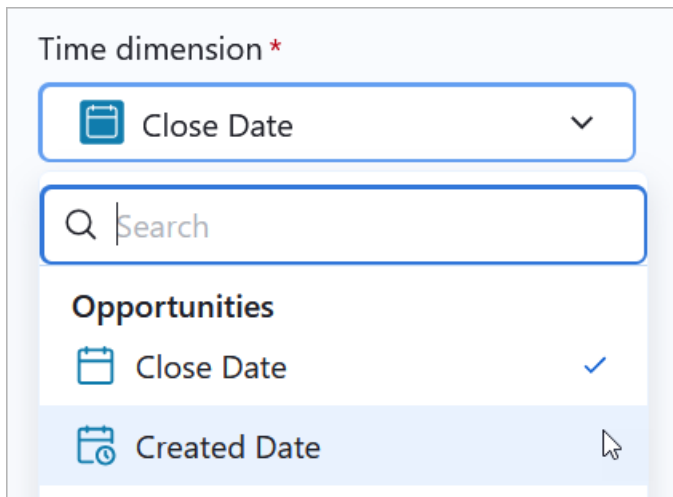 Time dimension *
Close Date
Search
Opportunities
Close Date
Created Date